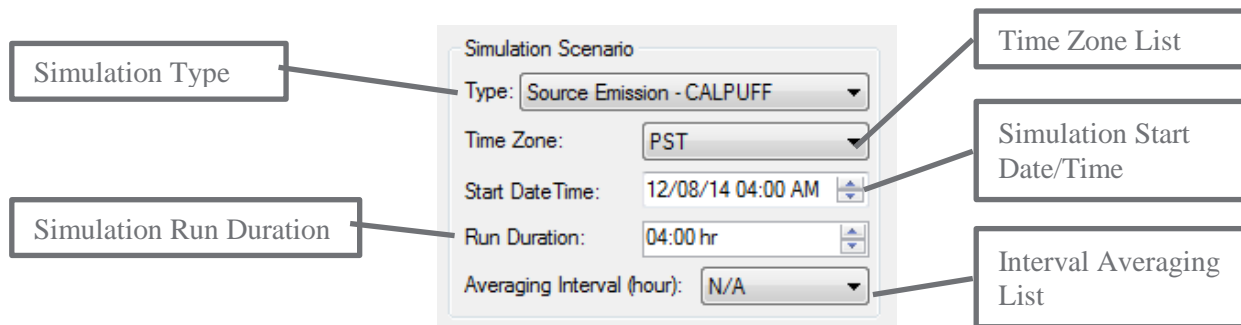 Simulation Type
Simulation Run Duration
Simulation Scenario
Type: Source Emission - CALPUFF
Time Zone: PST
Start DateTime: 12/08/14 04:00 AM
Run Duration: 04:00 hr
Averaging Interval (hour): N/A
Time Zone List
Simulation Start
Date/Time
Interval Averaging
List